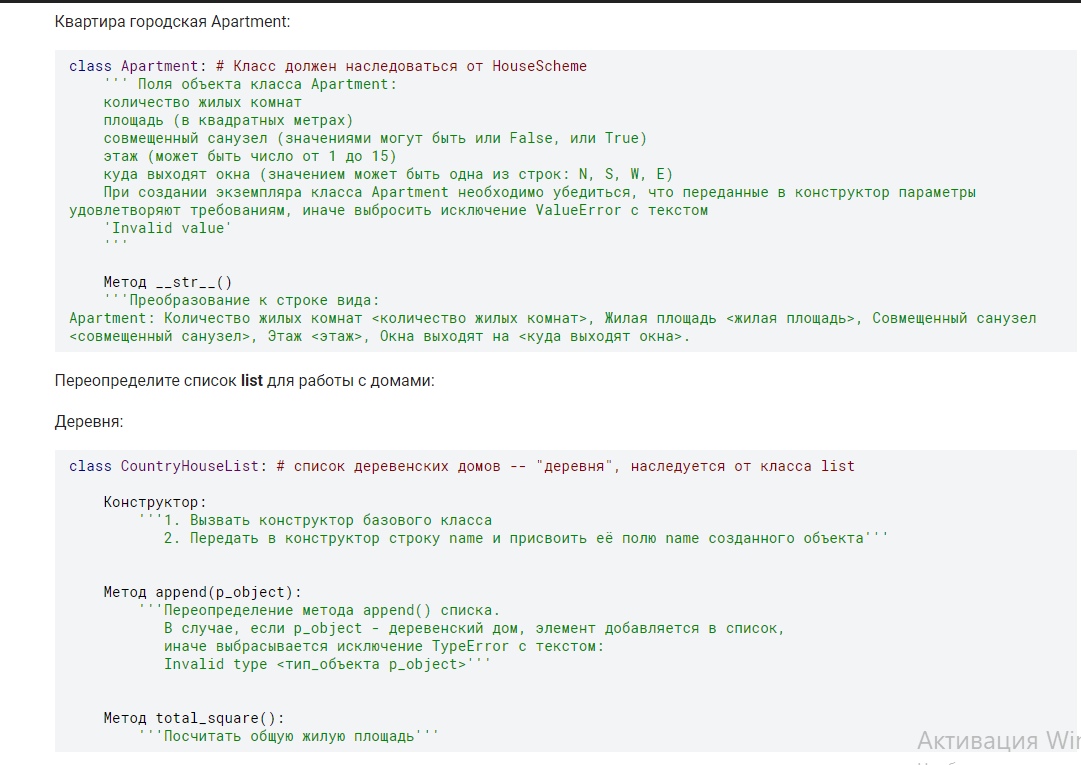 Квартира городская Apartment:
class Apartment: # Класс должен наследоваться от HouseScheme
''' Поля объекта класса Apartment:
количество жилых комнат
площадь (в квадратных метрах)
совмещенный санузел (значениями могут быть или False, или True)
этаж (может быть число от 1 до 15)
куда выходят окна (значением может быть одна из строк: N, S, W, E)
При создании экземпляра класса Apartment необходимо убедиться, что переданные в конструктор параметры
удовлетворяют требованиям, иначе выбросить исключение ValueError с текстом
'Invalid value'
'''
Метод __str__()
'''Преобразование к строке вида:
Apartment: Количество жилых комнат <количество жилых комнат>, Жилая площадь <жилая площадь>, Совмещенный санузел
<совмещенный санузел>, Этаж <этаж>, Окна выходят на <куда выходят окна>.
Переопределите список list для работы с домами:
Деревня:
class CountryHouseList: # список деревенских домов -- "деревня", наследуется от класса list
Конструктор:
'''1. Вызвать конструктор базового класса
2. Передать в конструктор строку name и присвоить её полю name созданного объекта'''
Метод append(p_object):
'''Переопределение метода append() списка.
В случае, если p_object - деревенский дом, элемент добавляется в список,
иначе выбрасывается исключение TypeError с текстом:
Invalid type <тип_объекта p_object>'''
Метод total_square():
'''Посчитать общую жилую площадь'''
Активация Win